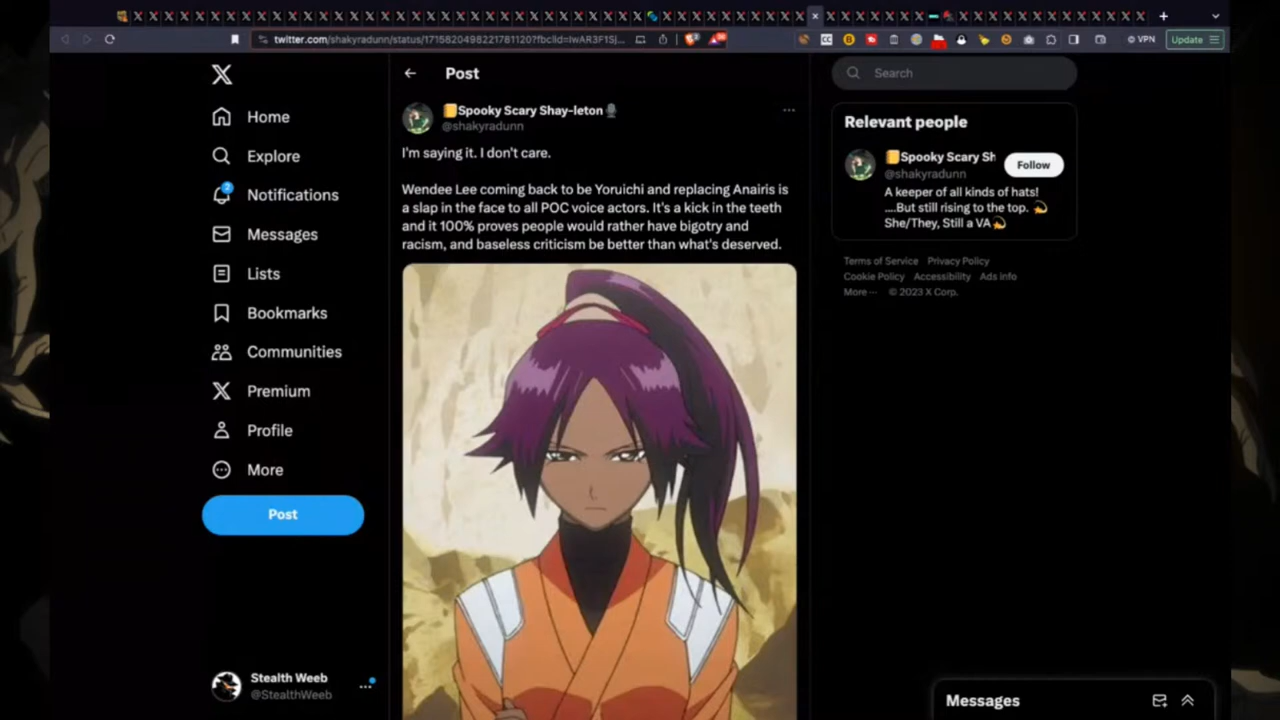 twitter.com/shakyradunn/status/1715820498221781120?fbclid=IwAR3F1S]...
VPN
Update
Home
Explore
2
Notifications
Messages
Lists
Bookmarks
Communities
Premium
Profile
More
Post
Stealth Weeb
@StealthWeeb
Post
Spooky Scary Shay-leton
@shakyradunn
I'm saying it. I don't care.
Wendee Lee coming back to be Yoruichi and replacing Anairis is
a slap in the face to all POC voice actors. It's a kick in the teeth
and it 100% proves people would rather have bigotry and
racism, and baseless criticism be better than what's deserved.
Search
Relevant people
Spooky Scary Sh
@shakyradunn
Follow
A keeper of all kinds of hats!
....But still rising to the top.
She/They, Still a VA
Terms of Service Privacy Policy
Cookie Policy Accessibility Ads info
More ··· © 2023 X Corp.
Messages